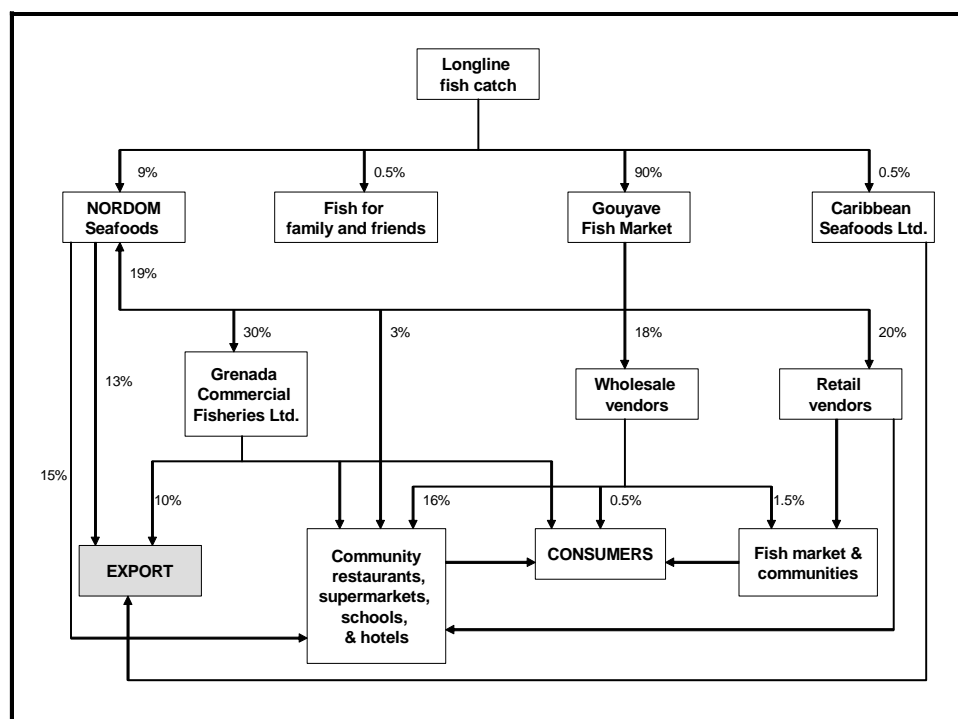 Longline
fish catch
9%
0.5%
90%
0.5%
NORDOM
Seafoods
Fish for
family and friends
Gouyave
Fish Market
Caribbean
Seafoods Ltd.
19%
30%
3%
18%
20%
Grenada
Commercial
Fisheries Ltd.
Wholesale
vendors
Retail
vendors
13%
15%
10%
16%
0.5%
1.5%
EXPORT
Community
restaurants,
supermarkets,
schools,
& hotels
CONSUMERS
Fish market &
communities